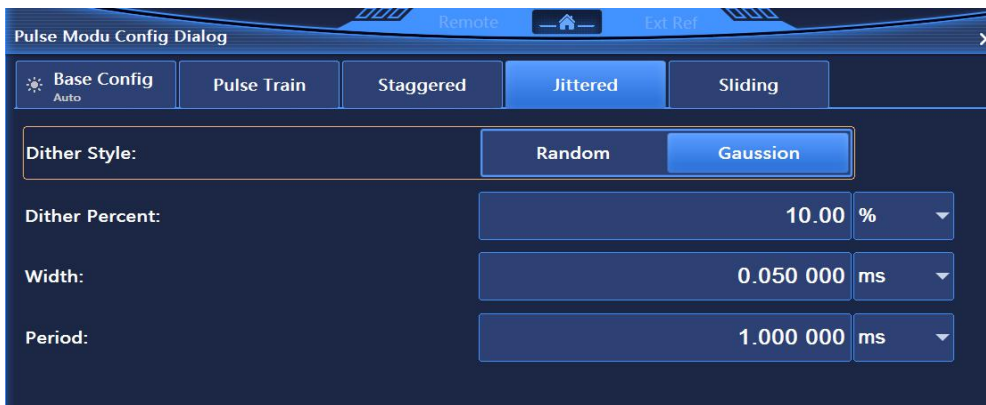 Remote
Ext Ref
Pulse Modu Config Dialog
Base Config
Auto
Pulse Train
Staggered
Jittered
Sliding
Dither Style:
Random
Gaussion
Dither Percent:
10.00 %
Width:
0.050 000 ms
Period:
1.000 000 ms